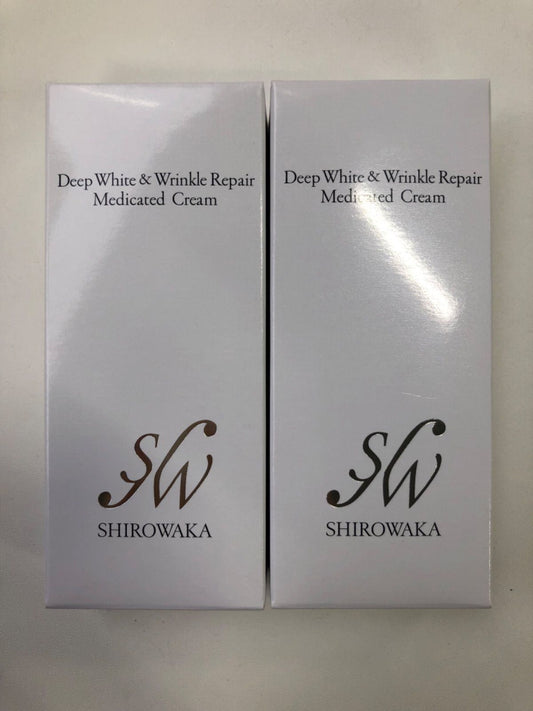 Deep White & Wrinkle Repair
Medicated Cream
SW
SHIROWAKA
Deep White & Wrinkle Repair
Medicated Cream
SW
SHIROWAKA